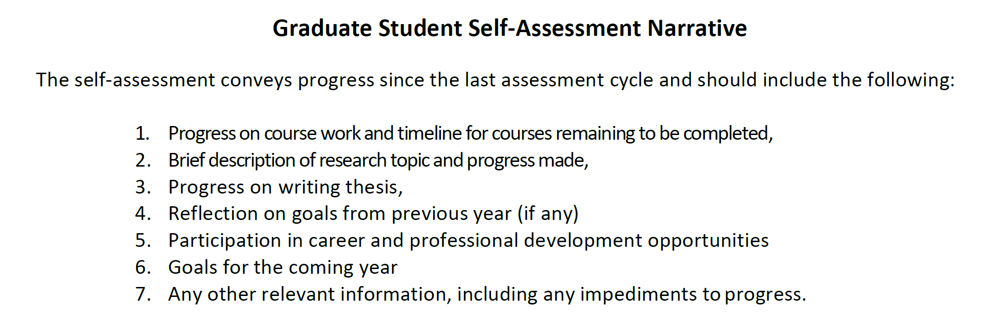 Graduate Student Self-Assessment Narrative
The self-assessment conveys progress since the last assessment cycle and should include the following:
1. Progress on course work and timeline for courses remaining to be completed,
2. Brief description of research topic and progress made,
3. Progress on writing thesis,
4. Reflection on goals from previous year (if any)
5. Participation in career and professional development opportunities
6. Goals for the coming year
7. Any other relevant information, including any impediments to progress.